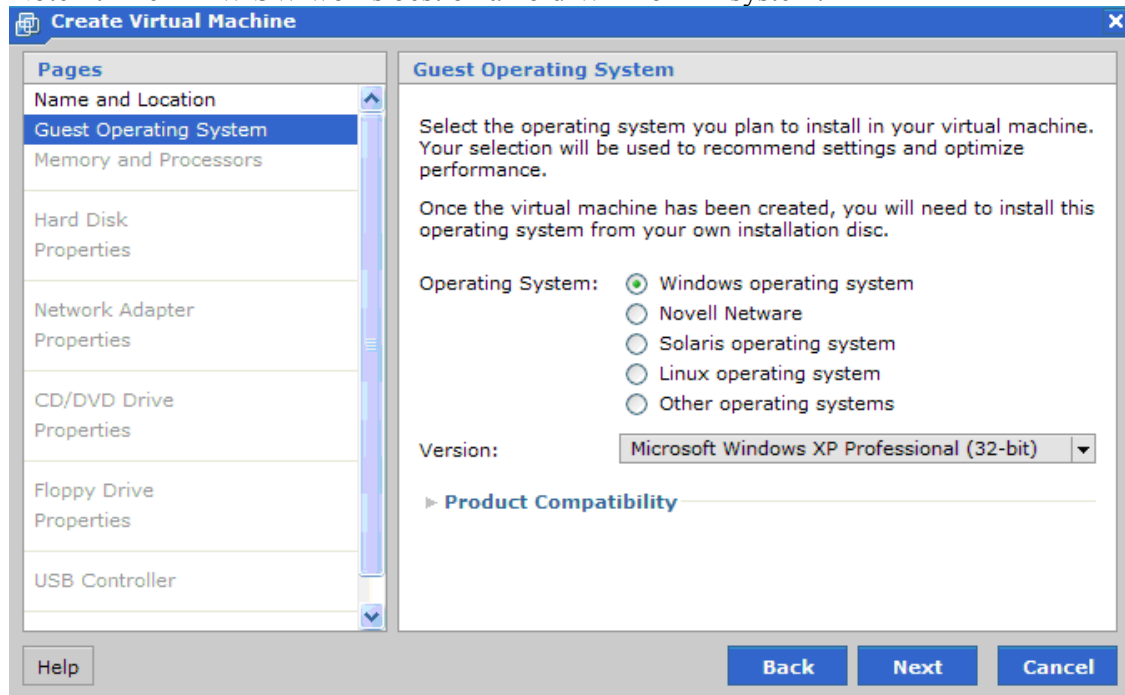 Create Virtual Machine
Pages
Name and Location
Guest Operating System
Memory and Processors
Hard Disk
Properties
Network Adapter
Properties
CD/DVD Drive
Properties
Floppy Drive
Properties
USB Controller
Guest Operating System
Select the operating system you plan to install in your virtual machine.
Your selection will be used to recommend settings and optimize
performance.
Once the virtual machine has been created, you will need to install this
operating system from your own installation disc.
Operating System:
Windows operating system
Novell Netware
Solaris operating system
Linux operating system
Other operating systems
Version:
Microsoft Windows XP Professional (32-bit)
Product Compatibility
Help
Back
Next
Cancel